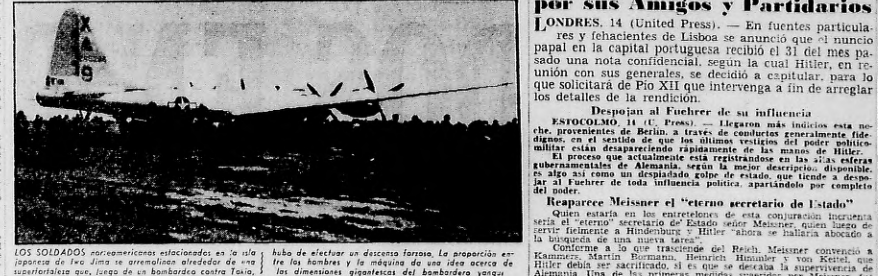 XA
9
LOS SOLDADOS norteamericanos estacionados en la isla
japonesa de Iwo Jima se arremolinan alrededor de una
superfortaleza que, luego de un bombardeo contra Tokio,
hubo de efectuar un descenso forzoso. La proporción en-
tre los hombres y la máquina da una idea acerca de
las dimensiones gigantescas del bombardero yanqui
por sus Amigos y Partidarios
LONDRES, 14 (United Press). — En fuentes particula-
res y fehacientes de Lisboa se anunció que el nuncio
papal en la capital portuguesa recibió el 31 del mes pa-
sado una nota confidencial, según la cual Hitler, en re-
unión con sus generales, se decidió a capitular, para lo
que solicitará de Pío XII que intervenga a fin de arreglar
los detalles de la rendición.
Despojan al Fuehrer de su influencia
ESTOCOLMO, 14 (U. Press). — Llegaron más indicios esta no-
che, provenientes de Berlín, a través de conductos generalmente fide-
dignos, en el sentido de que los últimos vestigios del poder político-
militar están desapareciendo rápidamente de las manos de Hitler.
El proceso que actualmente está registrándose en las altas esferas
gubernamentales de Alemania, según la mejor descripción disponible,
es algo así como un despiadado golpe de estado, que tiende a despo-
jar al Fuehrer de toda influencia política, apartándolo por completo
del poder.
Reaparece Meissner el "eterno secretario de Estado"
Quien estaría en los entretelones de esta conjuración incruenta
sería el "eterno" secretario de Estado señor Meissner, quien luego de
servir fielmente a Hindenburg y Hitler "ahora se hallaría abocado a
la búsqueda de una nueva tarea".
Conforme a lo que trasciende del Reich, Meissner convenció a
Kammers, Martin Bormann, Heinrich Himmler y von Keitel, que
Hitler debía ser sacrificado, si es que se deseaba la supervivencia de
Alemania. Una de las primeras medidas